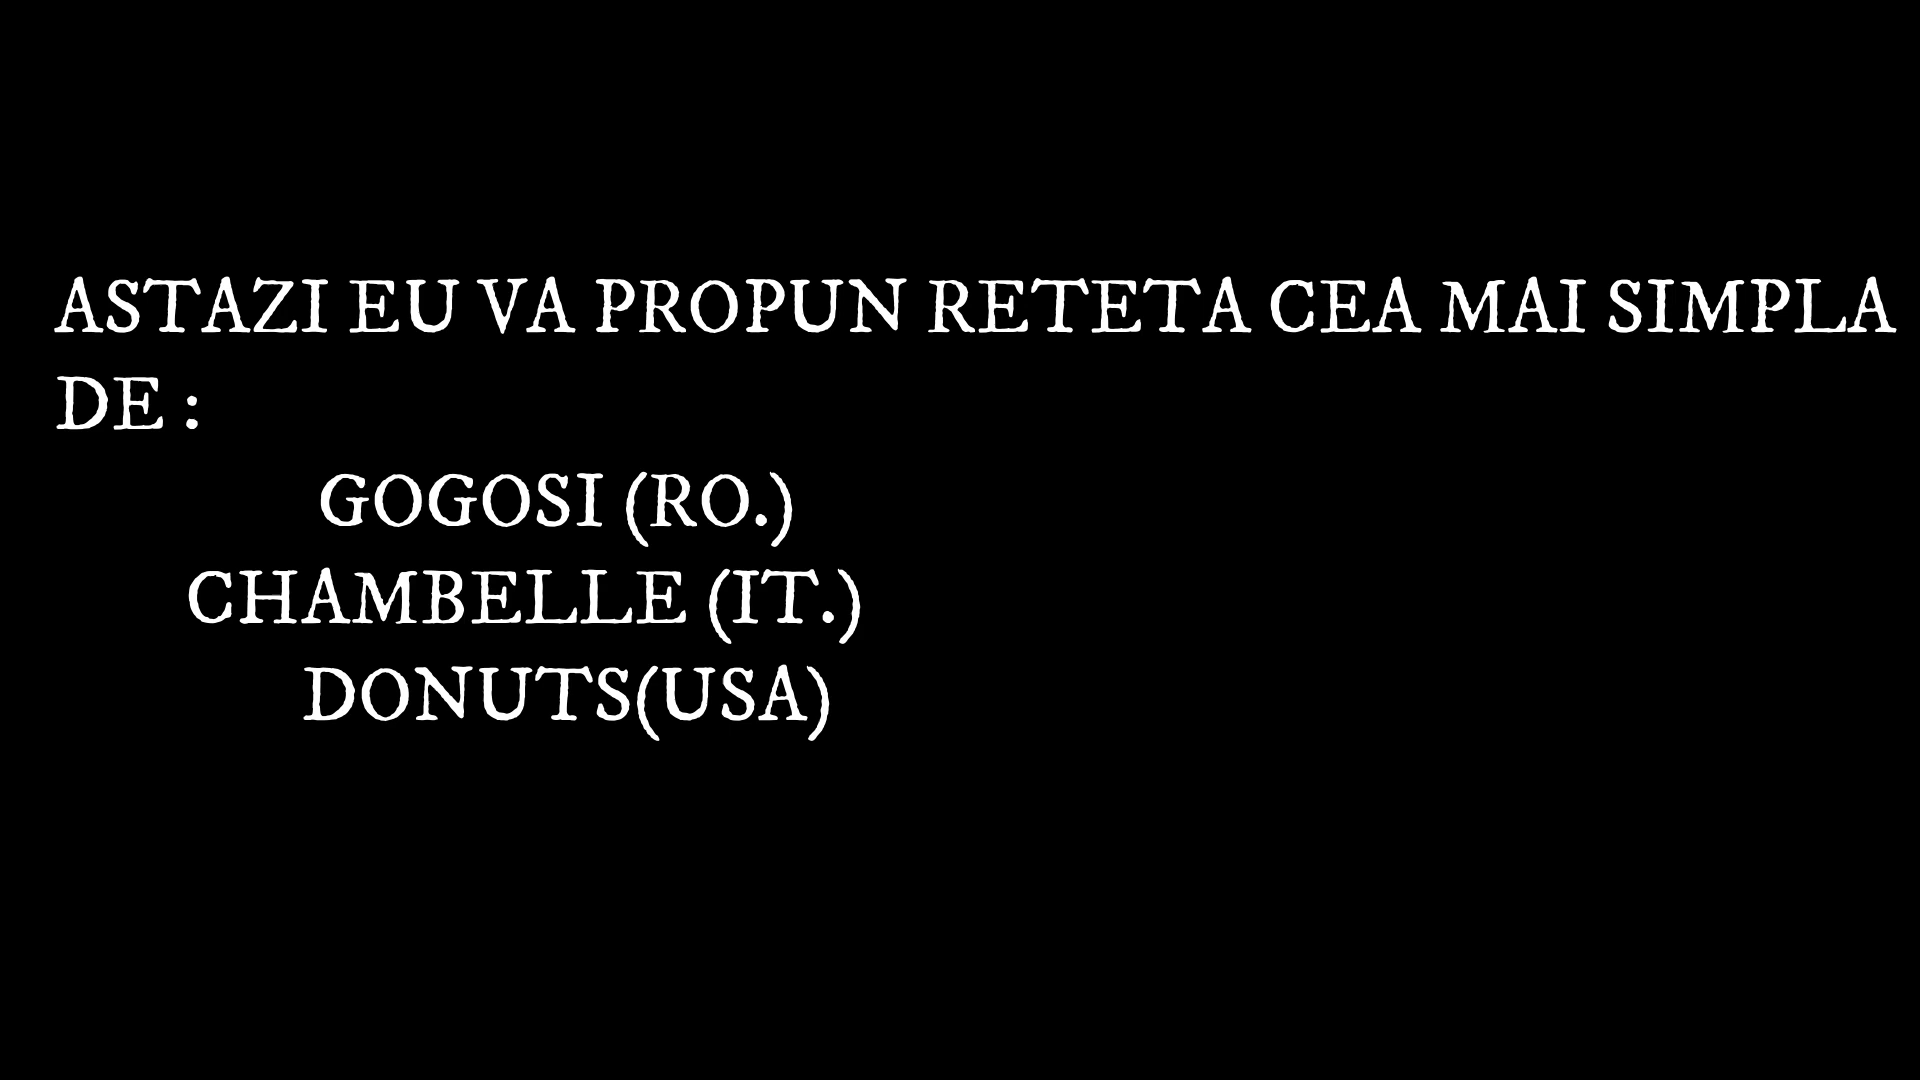 ASTAZI EU VA PROPUN RETETA CEA MAI SIMPLA
DE :
GOGOSI (RO.)
CHAMBELLE (IT.)
DONUTS(USA)